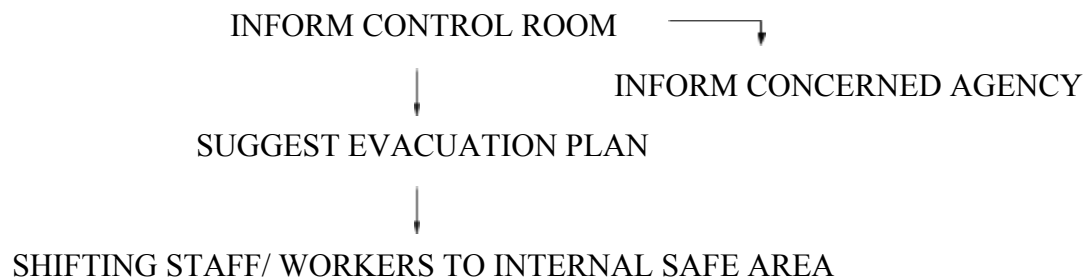 INFORM CONTROL ROOM
INFORM CONCERNED AGENCY
SUGGEST EVACUATION PLAN
SHIFTING STAFF/ WORKERS TO INTERNAL SAFE AREA